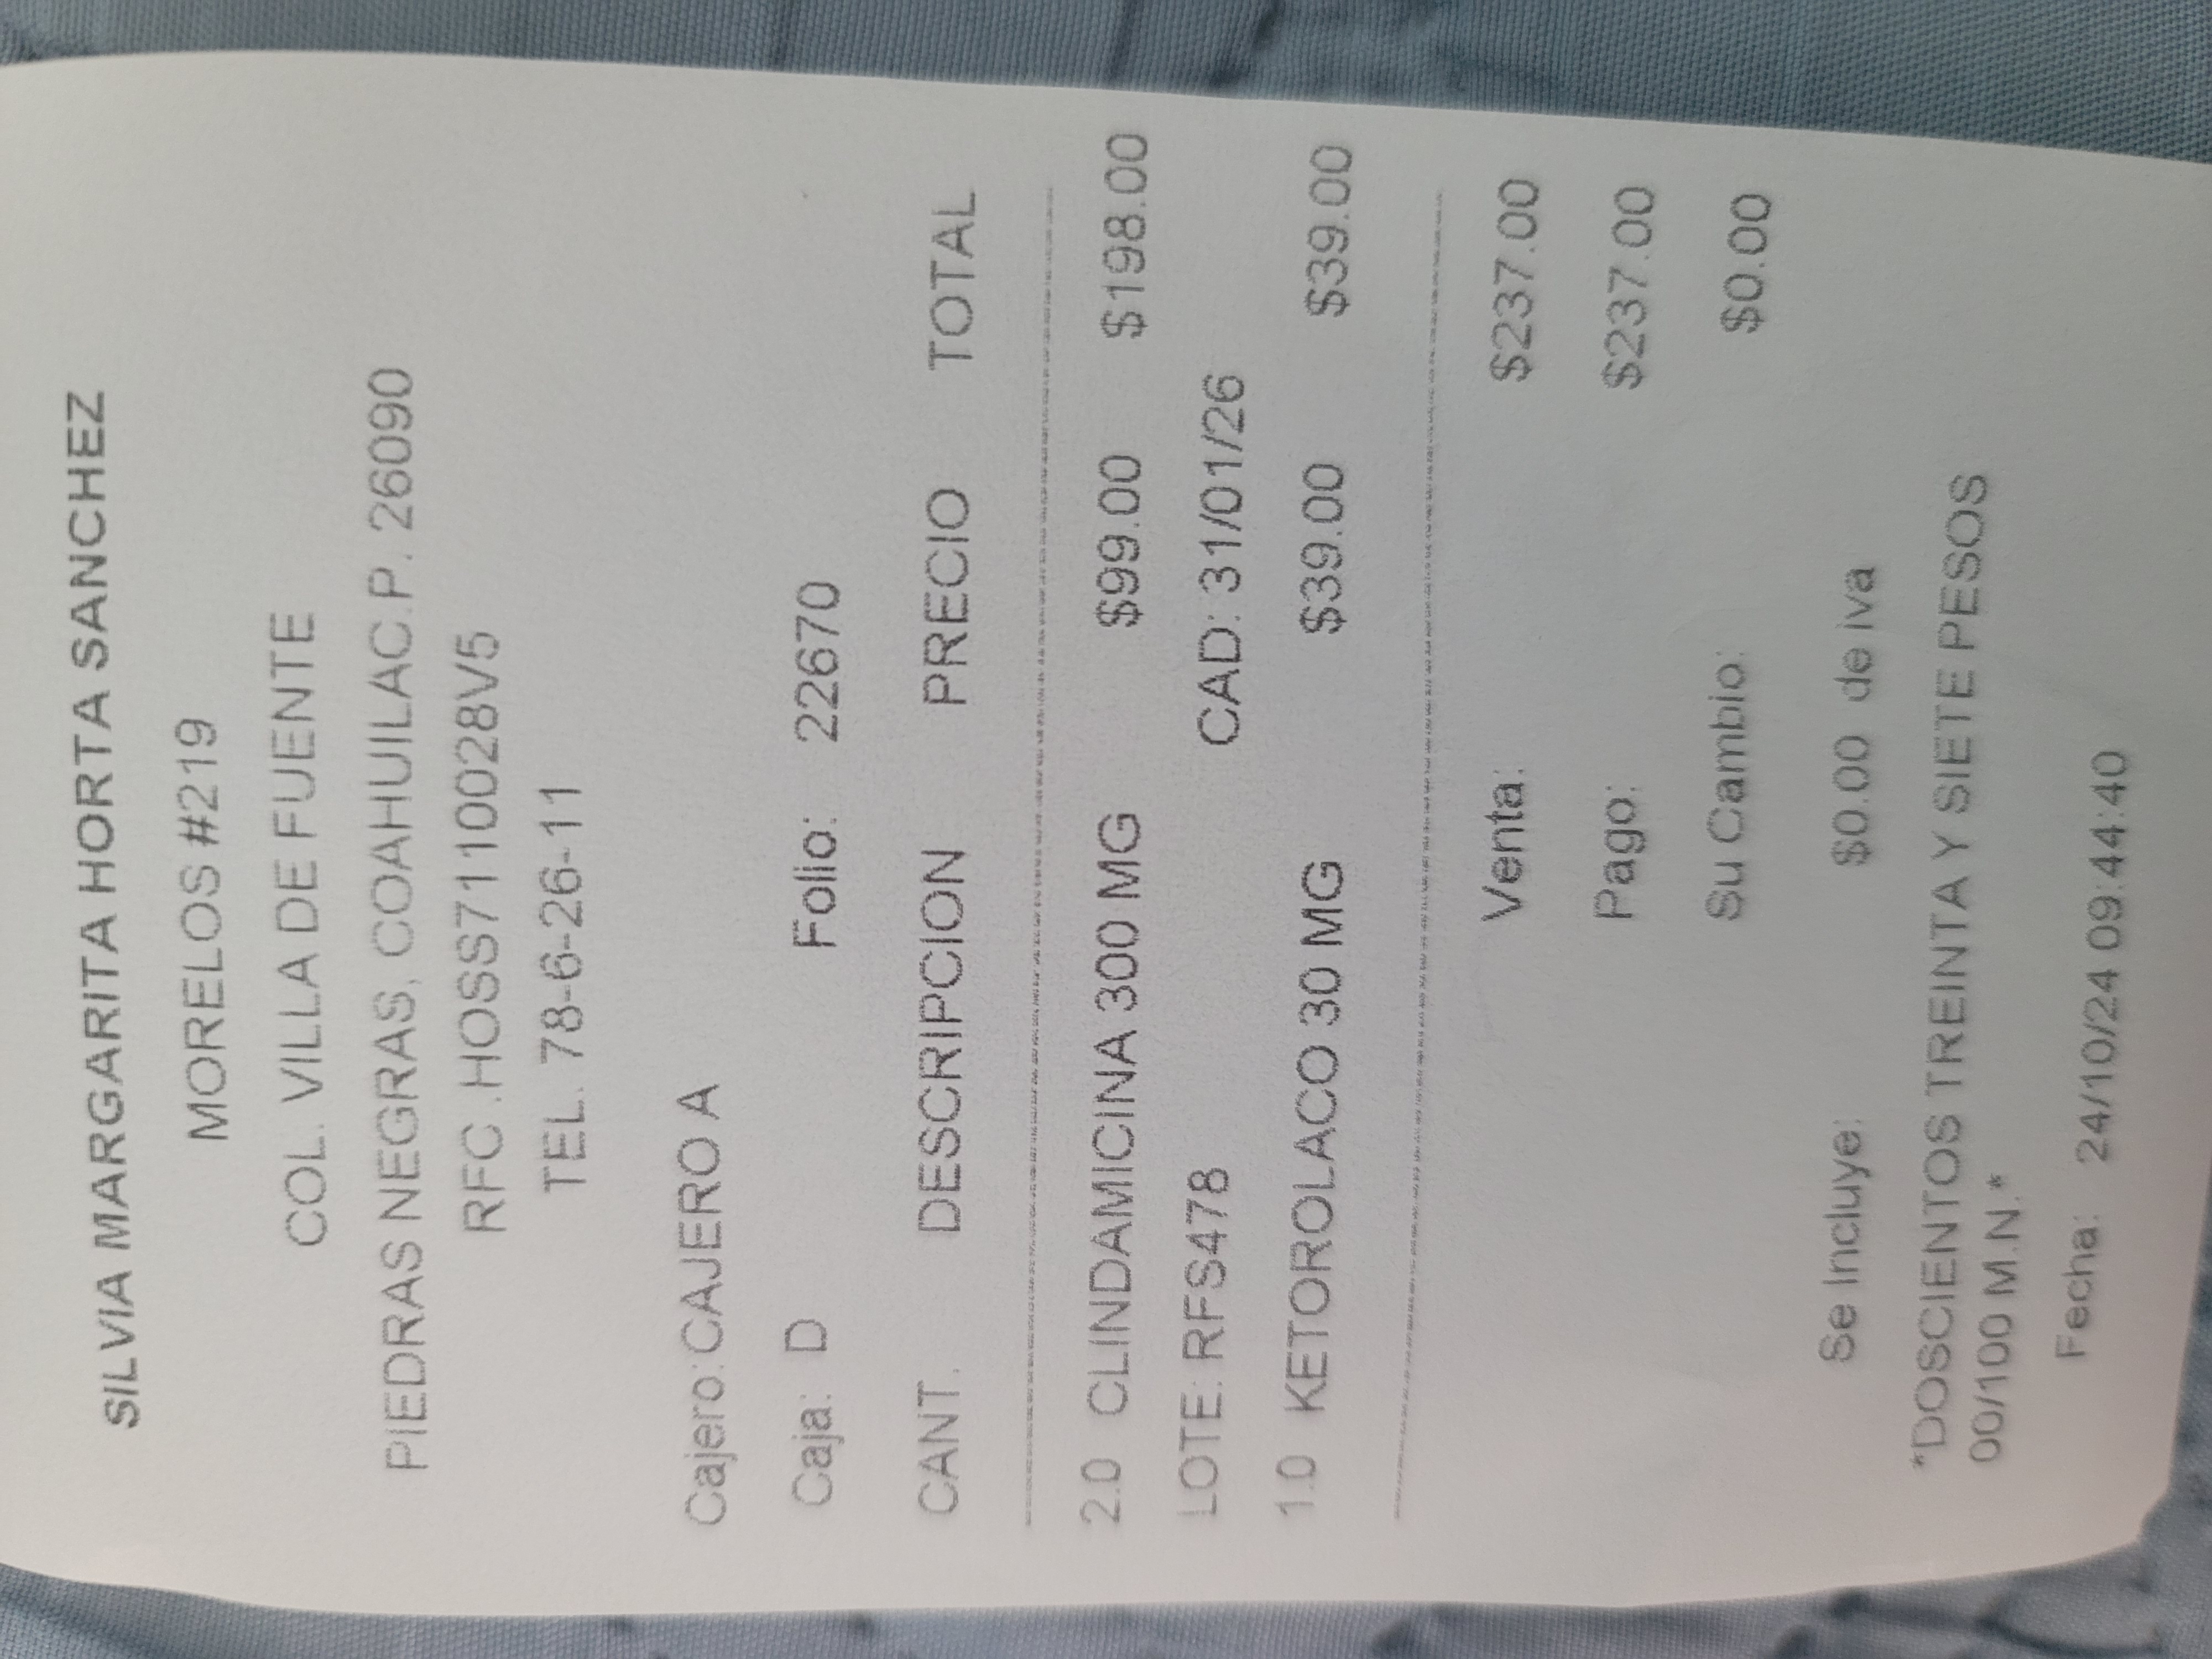 SILVIA MARGARITA HORTA SANCHEZ
MORELOS #219
COL. VILLA DE FUENTE
PIEDRAS NEGRAS, COAHUILAC.P. 26090
RFC .HOSS7110028V5
TEL. 78-6-26-11
Cajero: CAJERO A
Caja: D Folio: 22670
CANT. DESCRIPCION PRECIO TOTAL
2.0 CLINDAMICINA 300 MG $99.00 $198.00
LOTE: RFS478 CAD: 31/01/26
1.0 KETOROLACO 30 MG $39.00 $39.00
Venta: $237.00
Pago: $237.00
Su Cambio: $0.00
Se Incluye: $0.00 de iva
*DOSCIENTOS TREINTA Y SIETE PESOS
00/100 M.N.*
Fecha: 24/10/24 09:44:40